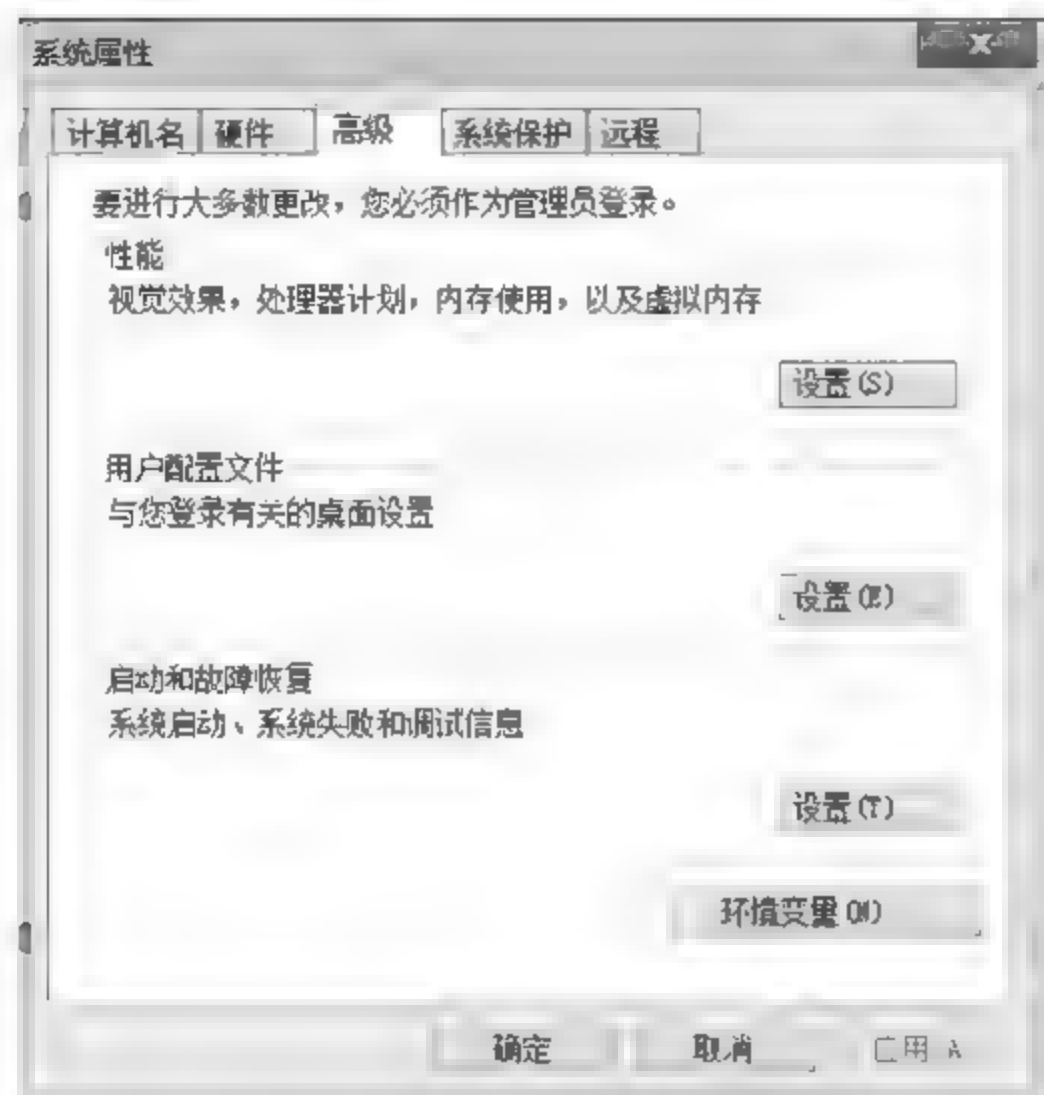 系统属性
计算机名 硬件 高级 系统保护 远程
要进行大多数更改，您必须作为管理员登录。
性能
视觉效果，处理器计划，内存使用，以及虚拟内存
设置(S)
用户配置文件
与您登录有关的桌面设置
设置(E)
启动和故障恢复
系统启动、系统失败和调试信息
设置(T)
环境变量(N)
确定 取消 应用 A